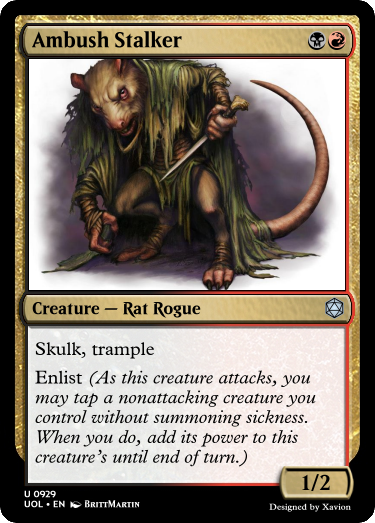 Ambush Stalker
Creature — Rat Rogue
Skulk, trample
Enlist (As this creature attacks, you
may tap a nonattacking creature you
control without summoning sickness.
When you do, add its power to this
creature's until end of turn.)
1/2
U 0929
UOL • EN BrittMartin
Designed by Xavion